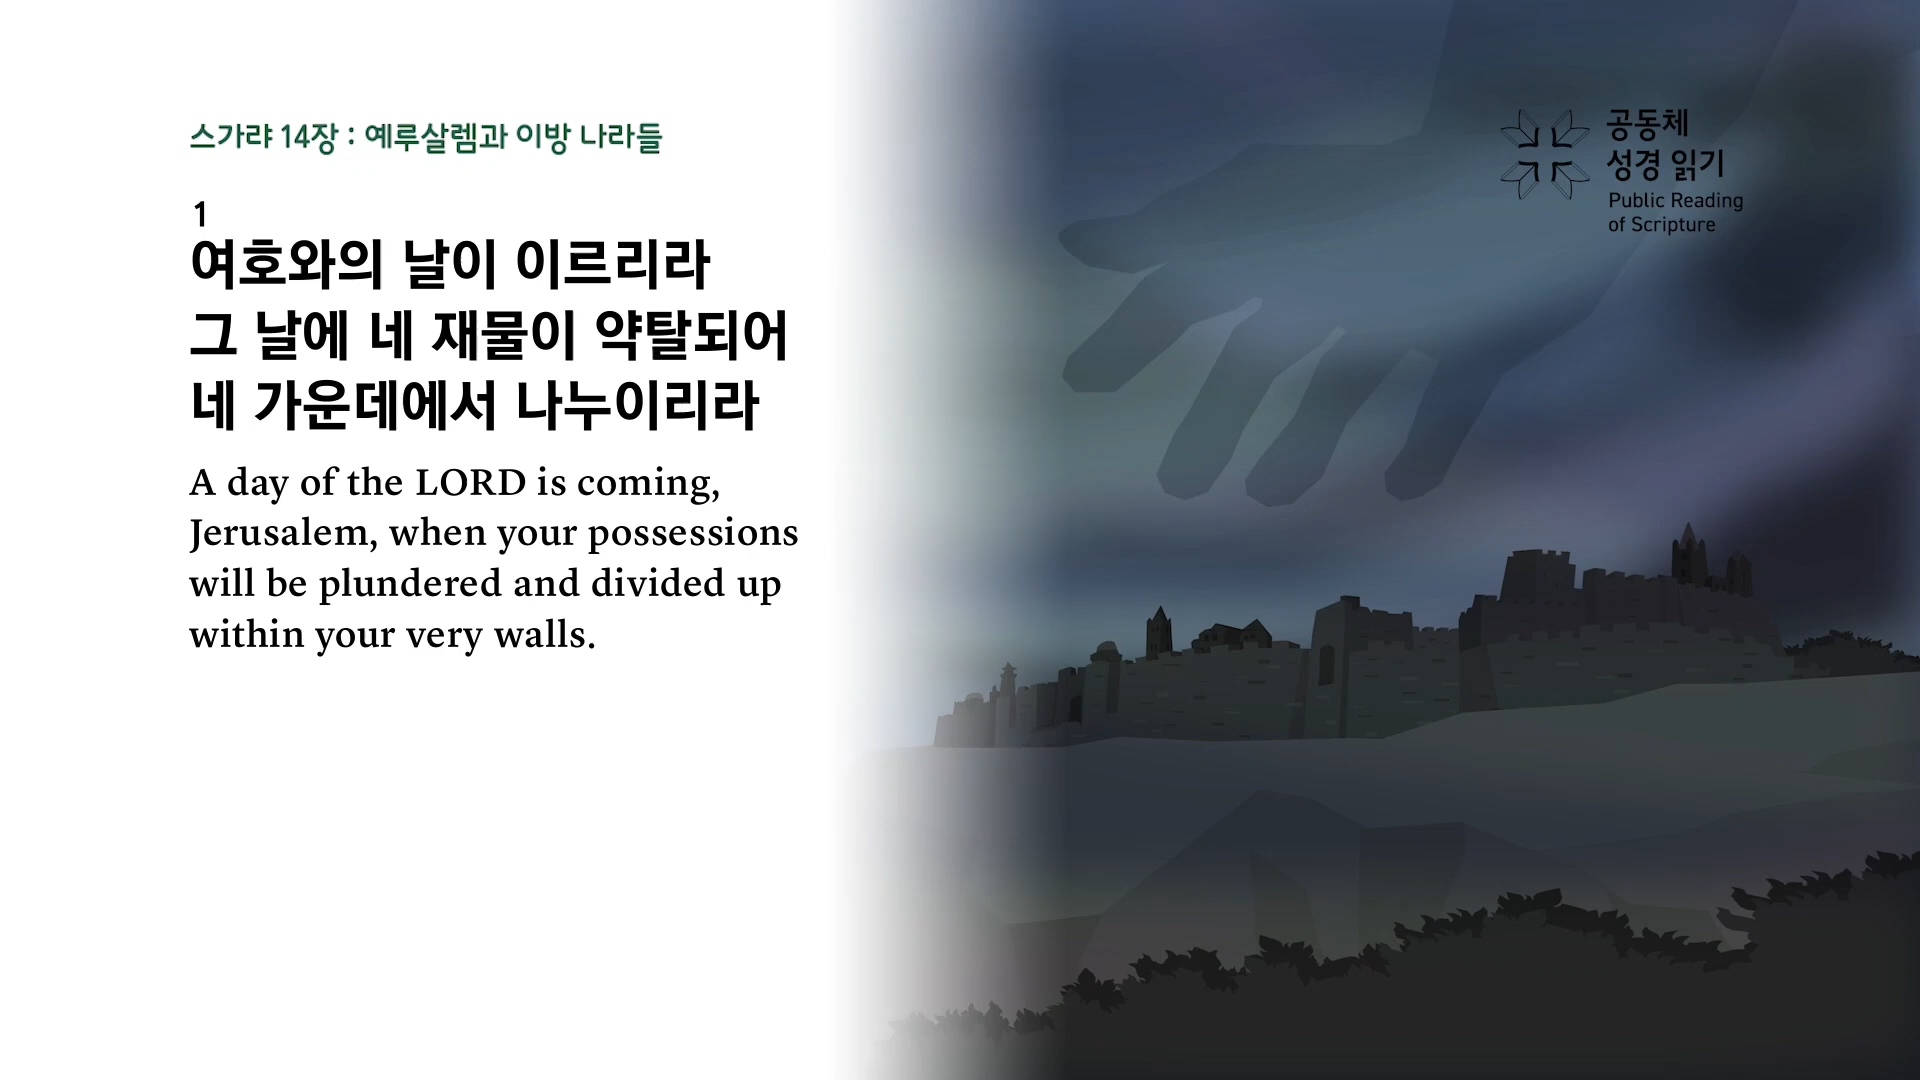 스가랴 14장 : 예루살렘과 이방 나라들
1
여호와의 날이 이르리라
그 날에 네 재물이 약탈되어
네 가운데에서 나누이리라
A day of the LORD is coming,
Jerusalem, when your possessions
will be plundered and divided up
within your very walls.
공동체
성경 읽기
Public Reading
of Scripture